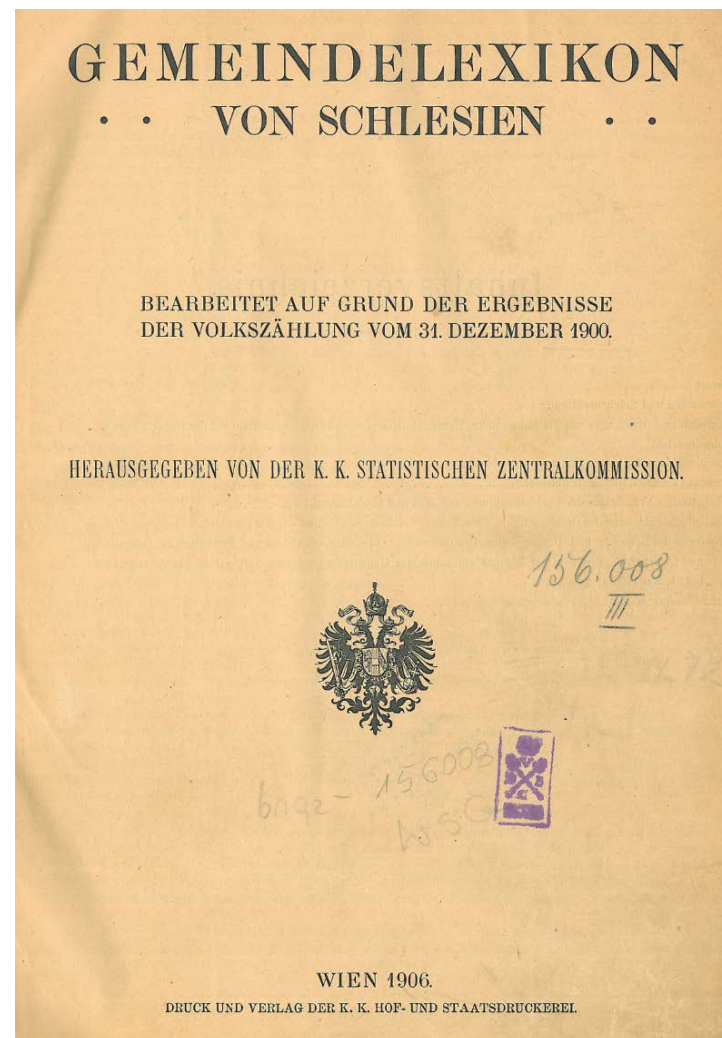 GEMEINDELEXIKON
• • VON SCHLESIEN • •
BEARBEITET AUF GRUND DER ERGEBNISSE
DER VOLKSZÄHLUNG VOM 31. DEZEMBER 1900.
HERAUSGEGEBEN VON DER K. K. STATISTISCHEN ZENTRALKOMMISSION.
156.008
III
156008
WIEN 1906.
DRUCK UND VERLAG DER K. K. HOF- UND STAATSDRUCKEREI.